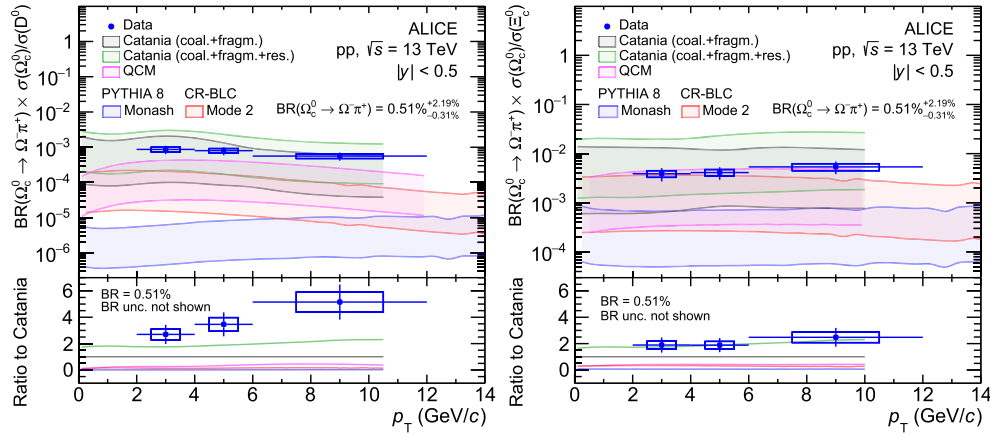 BR(Ω⁰c → Ω⁻π⁺) × σ(Ω⁰c)/σ(D⁰)
10⁻¹
10⁻²
10⁻³
10⁻⁴
10⁻⁵
10⁻⁶
1
Data
Catania (coal.+fragm.)
Catania (coal.+fragm.+res.)
QCM
PYTHIA 8
CR-BLC
Monash
Mode 2
ALICE
pp, √s = 13 TeV
|y| < 0.5
BR(Ω⁰c → Ω⁻π⁺) = 0.51% +2.19% −0.31%
Ratio to Catania
6
4
2
0
BR = 0.51%
BR unc. not shown
0 2 4 6 8 10 12 14
pT (GeV/c)
BR(Ω⁰c → Ω⁻π⁺) × σ(Ω⁰c)/σ(Ξ⁰c)
1
10⁻¹
10⁻²
10⁻³
10⁻⁴
Data
Catania (coal.+fragm.)
Catania (coal.+fragm.+res.)
QCM
PYTHIA 8
CR-BLC
Monash
Mode 2
ALICE
pp, √s = 13 TeV
|y| < 0.5
BR(Ω⁰c → Ω⁻π⁺) = 0.51% +2.19% −0.31%
Ratio to Catania
6
4
2
0
BR = 0.51%
BR unc. not shown
0 2 4 6 8 10 12 14
pT (GeV/c)